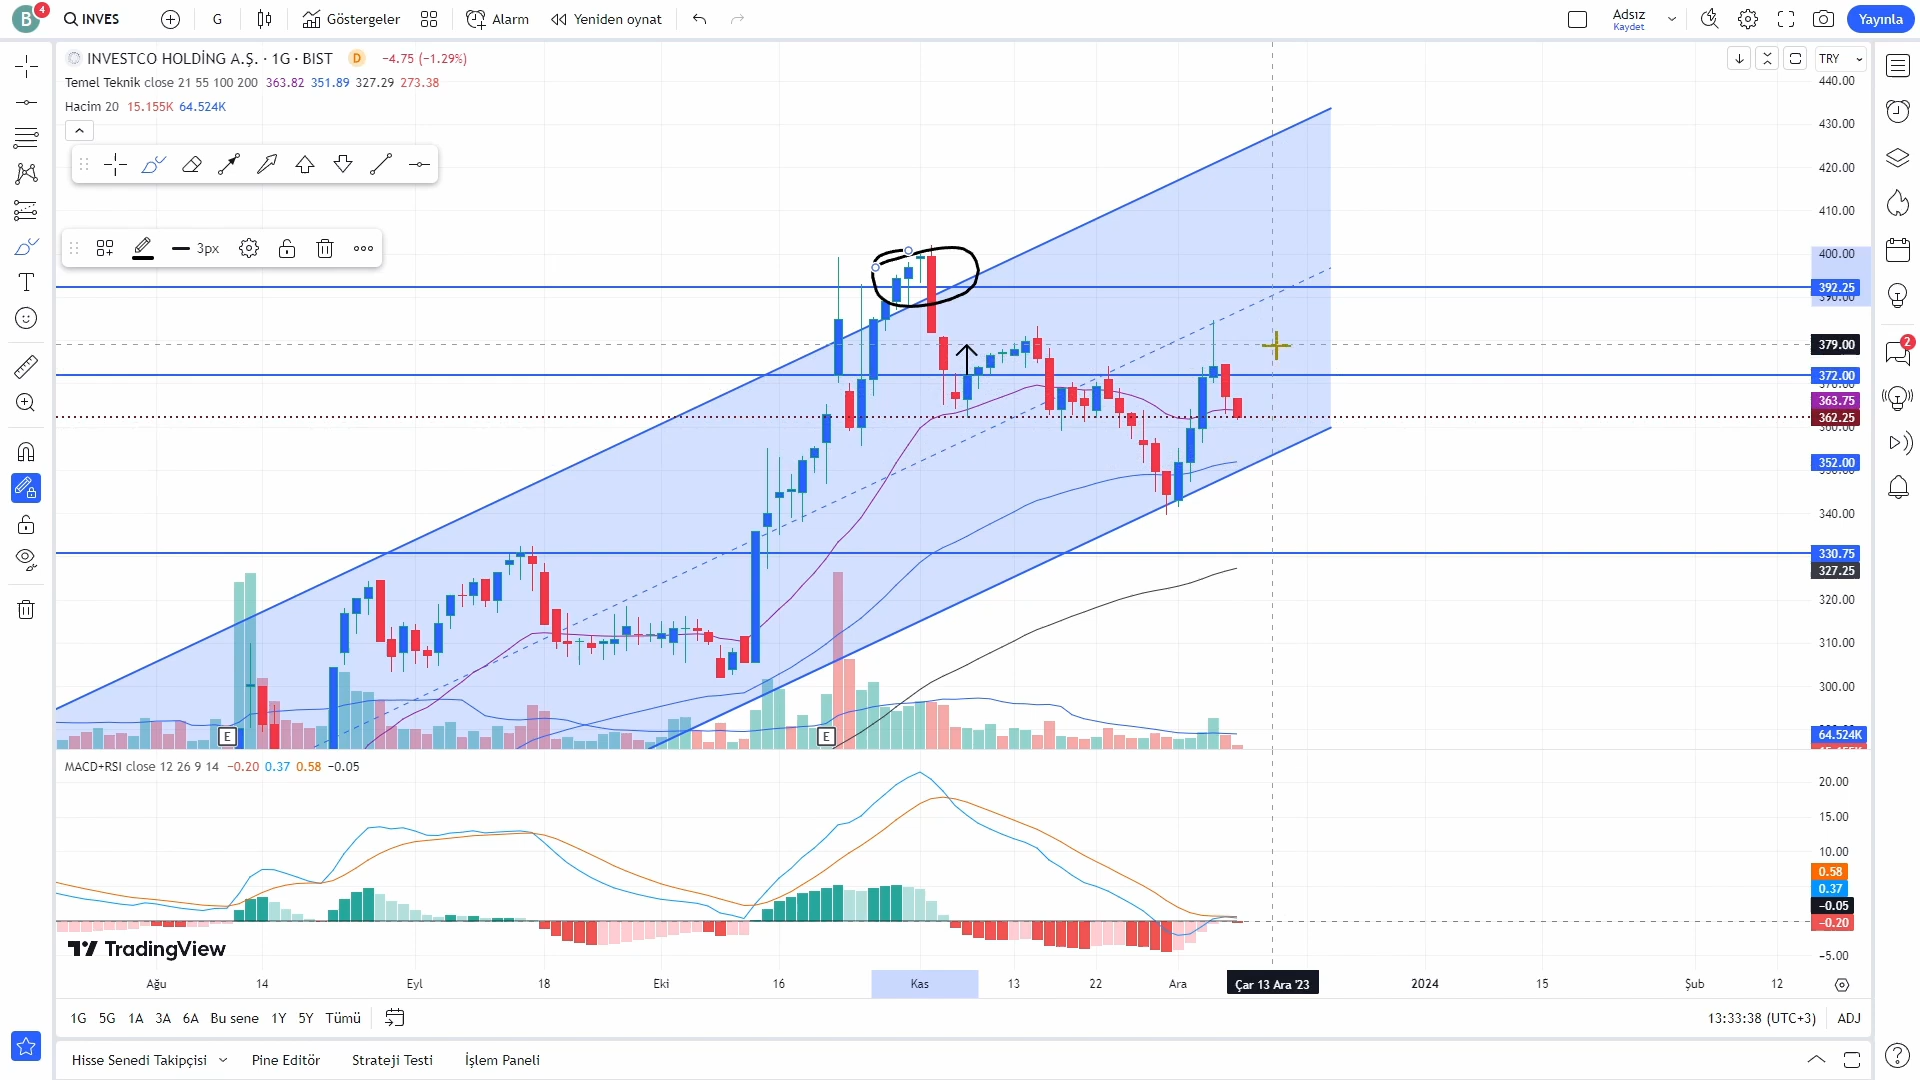 B 4 INVES G Göstergeler Alarm Yeniden oynat Adsız Kaydet Yayınla
INVESTCO HOLDİNG A.Ş. · 1G · BIST D −4.75 (−1.29%) TRY
Temel Teknik close 21 55 100 200 363.82 351.89 327.29 273.38
Hacim 20 15.155K 64.524K
440.00
430.00
420.00
410.00
3px
400.00
392.25
390.00
379.00
2
372.00
363.75
362.25
360.00
352.00
340.00
330.75
327.25
320.00
310.00
300.00
E E
64.524K
MACD+RSI close 12 26 9 14 −0.20 0.37 0.58 −0.05
20.00
15.00
10.00
0.58
0.37
−0.05
−0.20
TradingView
−5.00
Ağu 14 Eyl 18 Eki 16 Kas 13 22 Ara Çar 13 Ara '23 2024 15 Şub 12
1G 5G 1A 3A 6A Bu sene 1Y 5Y Tümü 13:33:38 (UTC+3) ADJ
Hisse Senedi Takipçisi Pine Editör Strateji Testi İşlem Paneli